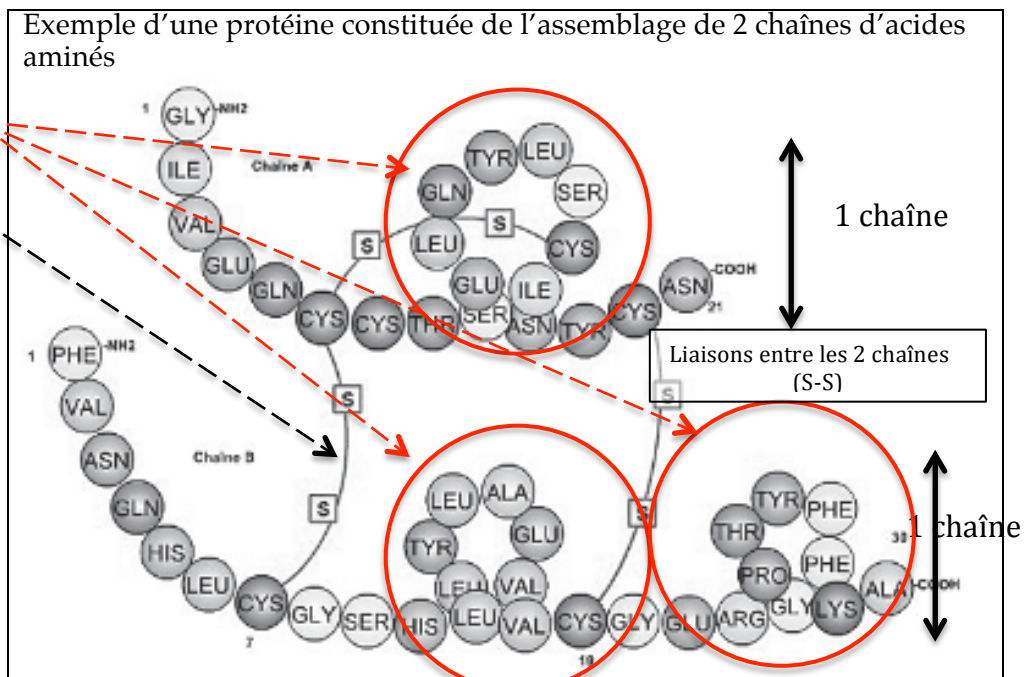 Exemple d’une protéine constituée de l’assemblage de 2 chaînes d’acides
aminés
1 GLY -NH2
ILE
VAL
GLU
GLN
CYS
CYS
THR
SER
GLU
LEU
GLN
TYR
LEU
SER
CYS
ILE
ASN
TYR
CYS
ASN -COOH
21
Chaîne A
S
S
1 chaîne
Liaisons entre les 2 chaînes
(S-S)
S
S
S
S
1 PHE -NH2
VAL
ASN
GLN
HIS
LEU
CYS
7
GLY
SER
HIS
LEU
VAL
GLU
ALA
LEU
TYR
LEU
VAL
CYS
19
GLY
GLU
ARG
GLY
PHE
PHE
TYR
THR
PRO
LYS
ALA -COOH
30
Chaîne B
1 chaîne